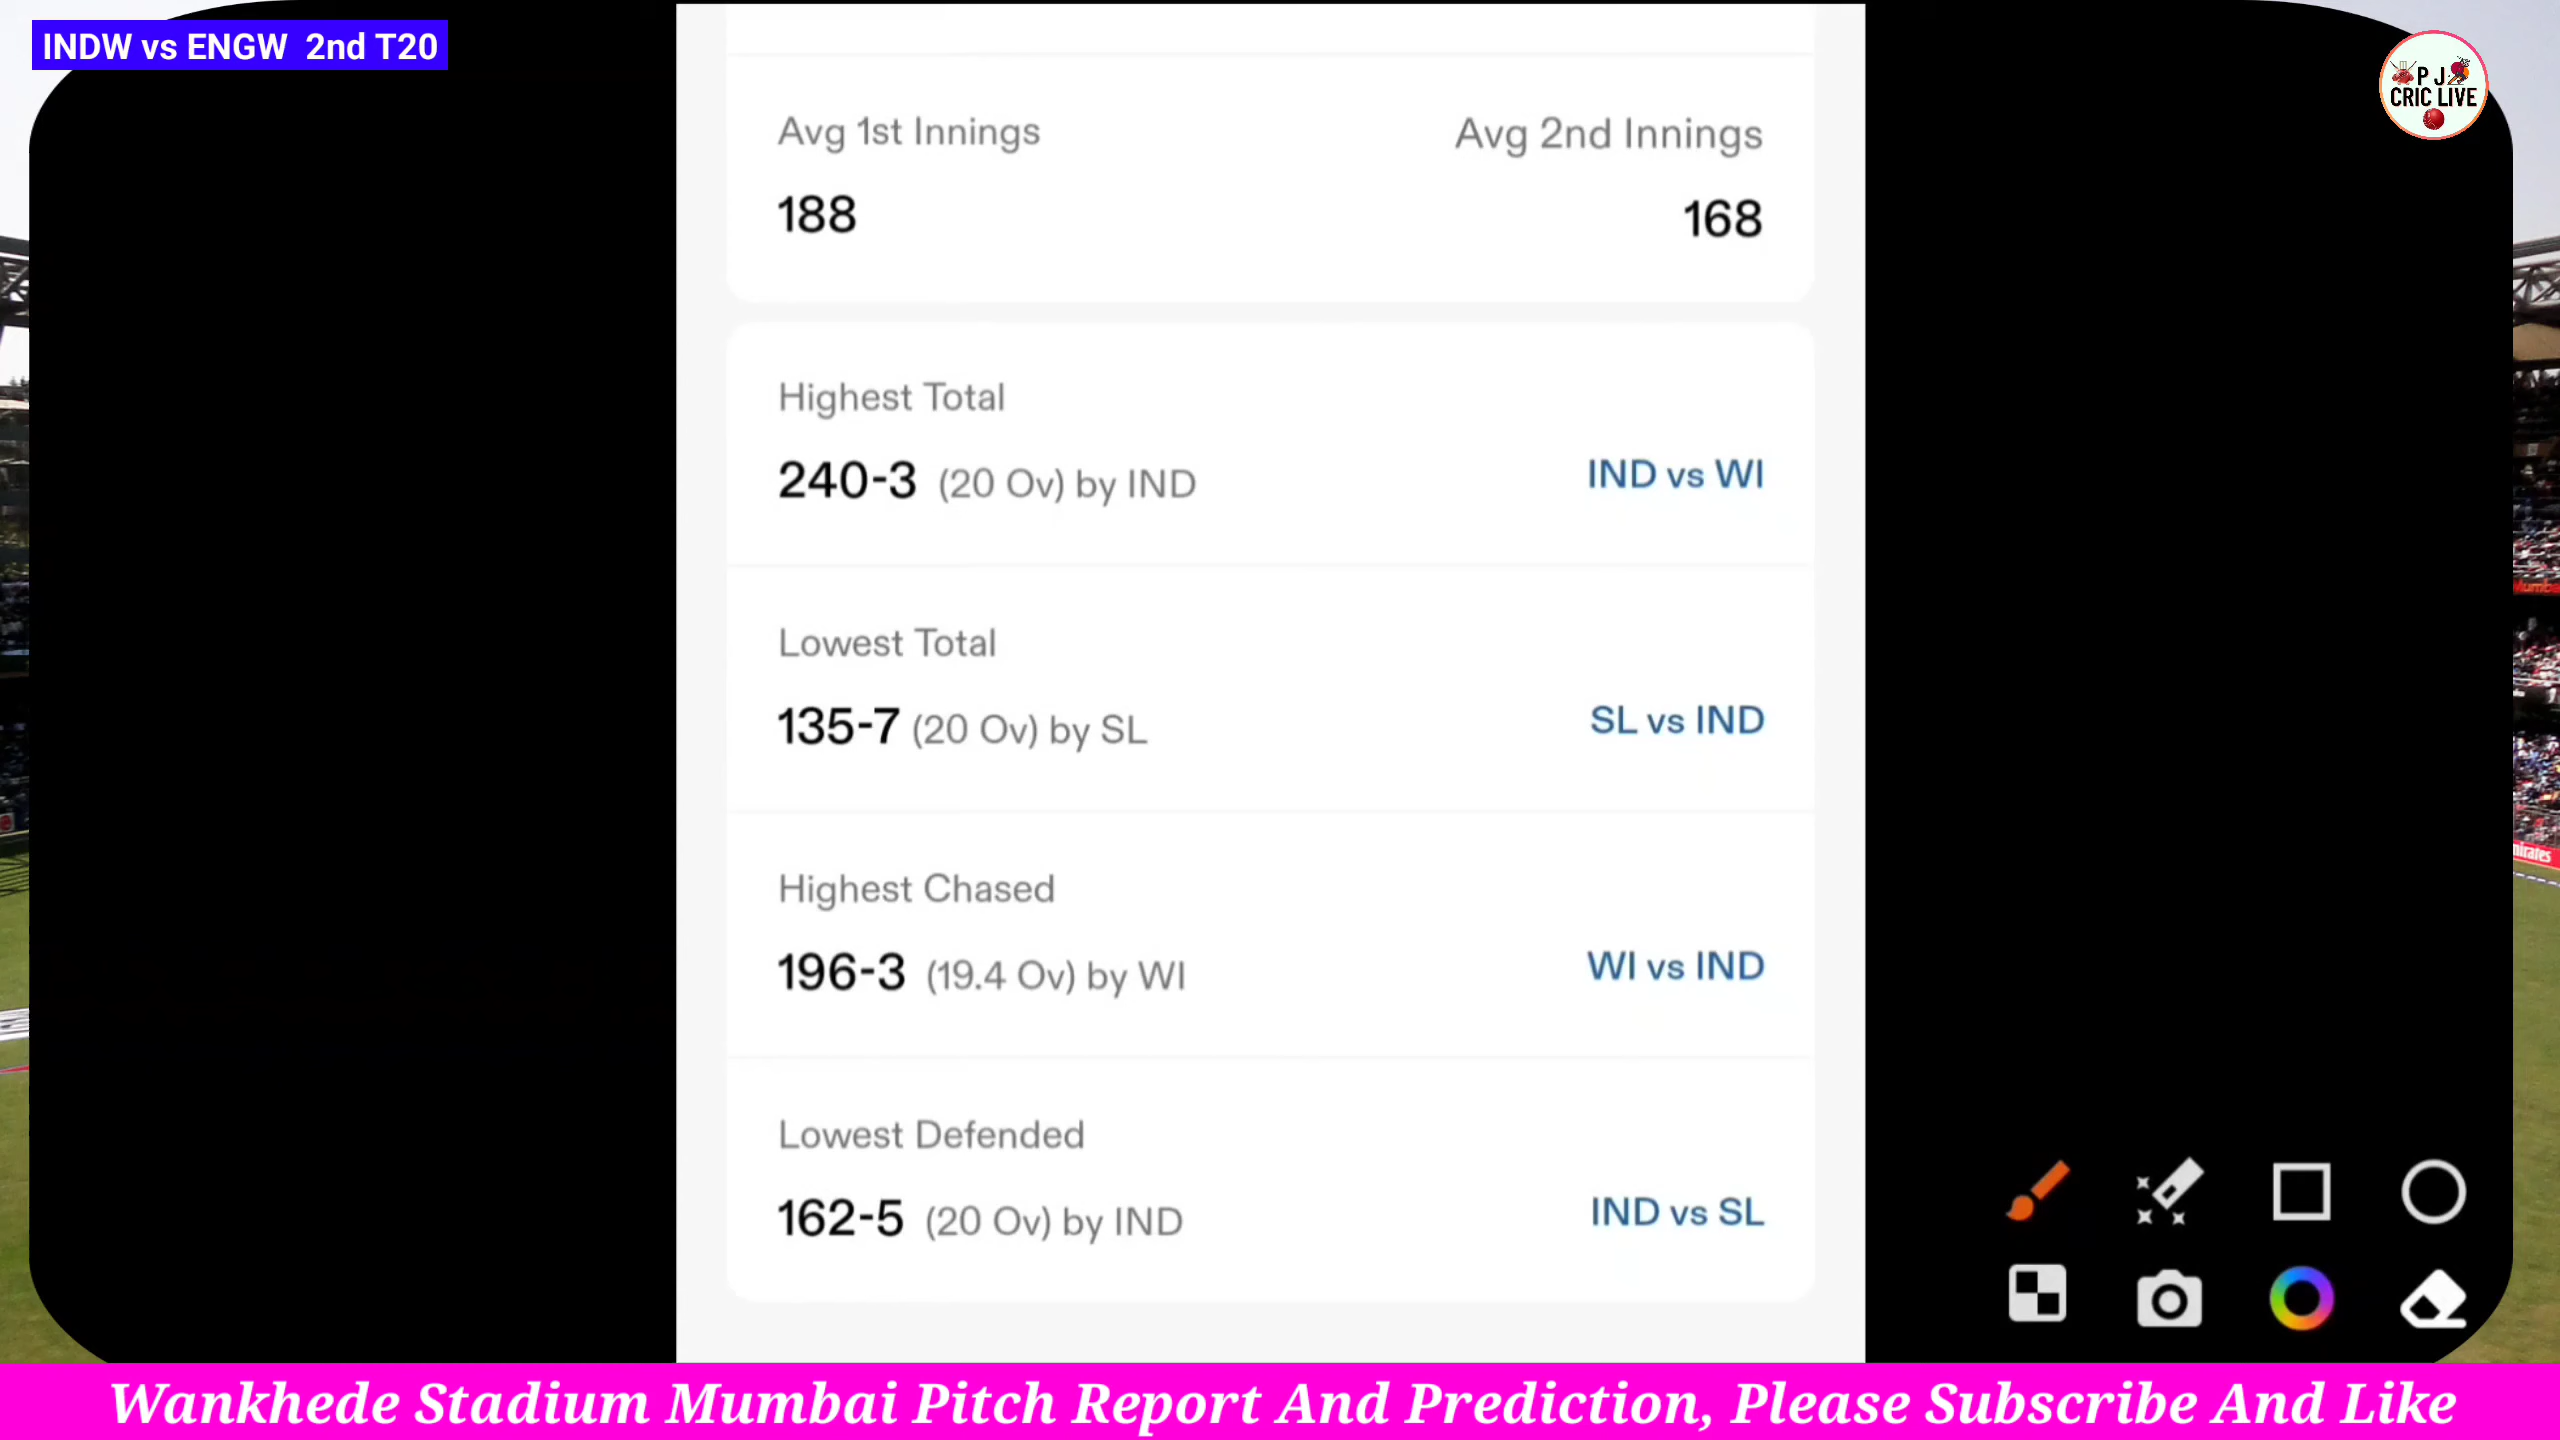 INDW vs ENGW 2nd T20
P J
CRIC LIVE
Avg 1st Innings
Avg 2nd Innings
188
168
Highest Total
240-3 (20 Ov) by IND
IND vs WI
Lowest Total
135-7 (20 Ov) by SL
SL vs IND
Highest Chased
196-3 (19.4 Ov) by WI
WI vs IND
Lowest Defended
162-5 (20 Ov) by IND
IND vs SL
Wankhede Stadium Mumbai Pitch Report And Prediction, Please Subscribe And Like